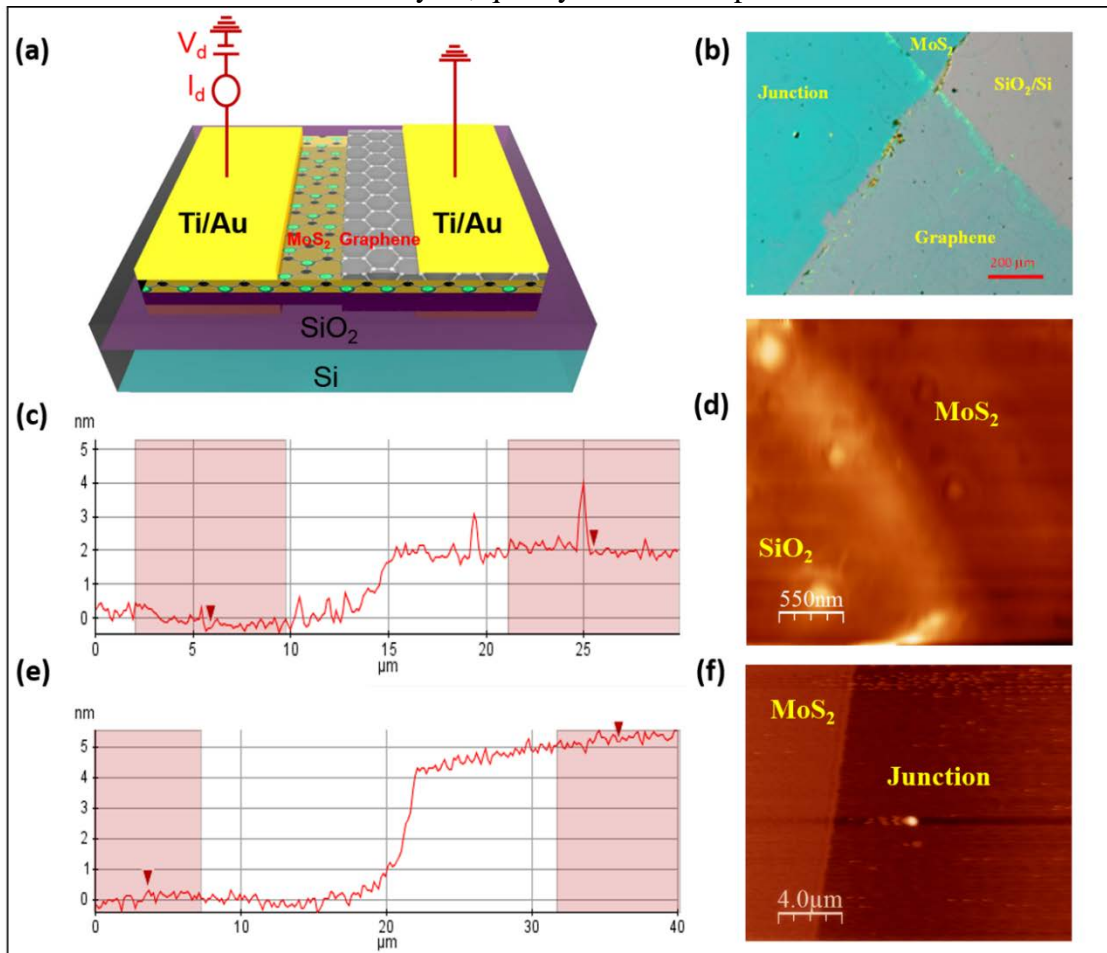 (a)
V_d
I_d
Ti/Au
MoS₂
Graphene
Ti/Au
SiO₂
Si
(b)
MoS₂
Junction
SiO₂/Si
Graphene
200 µm
(c)
nm
5
4
3
2
1
0
0 5 10 15 20 25
µm
(d)
MoS₂
SiO₂
550nm
(e)
nm
5
4
3
2
1
0
0 10 20 30 40
µm
(f)
MoS₂
Junction
4.0µm